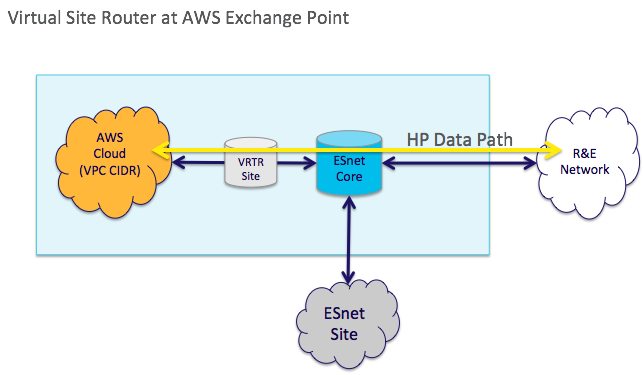 Virtual Site Router at AWS Exchange Point
HP Data Path
AWS
Cloud
(VPC CIDR)
VRTR
Site
ESnet
Core
R&E
Network
ESnet
Site